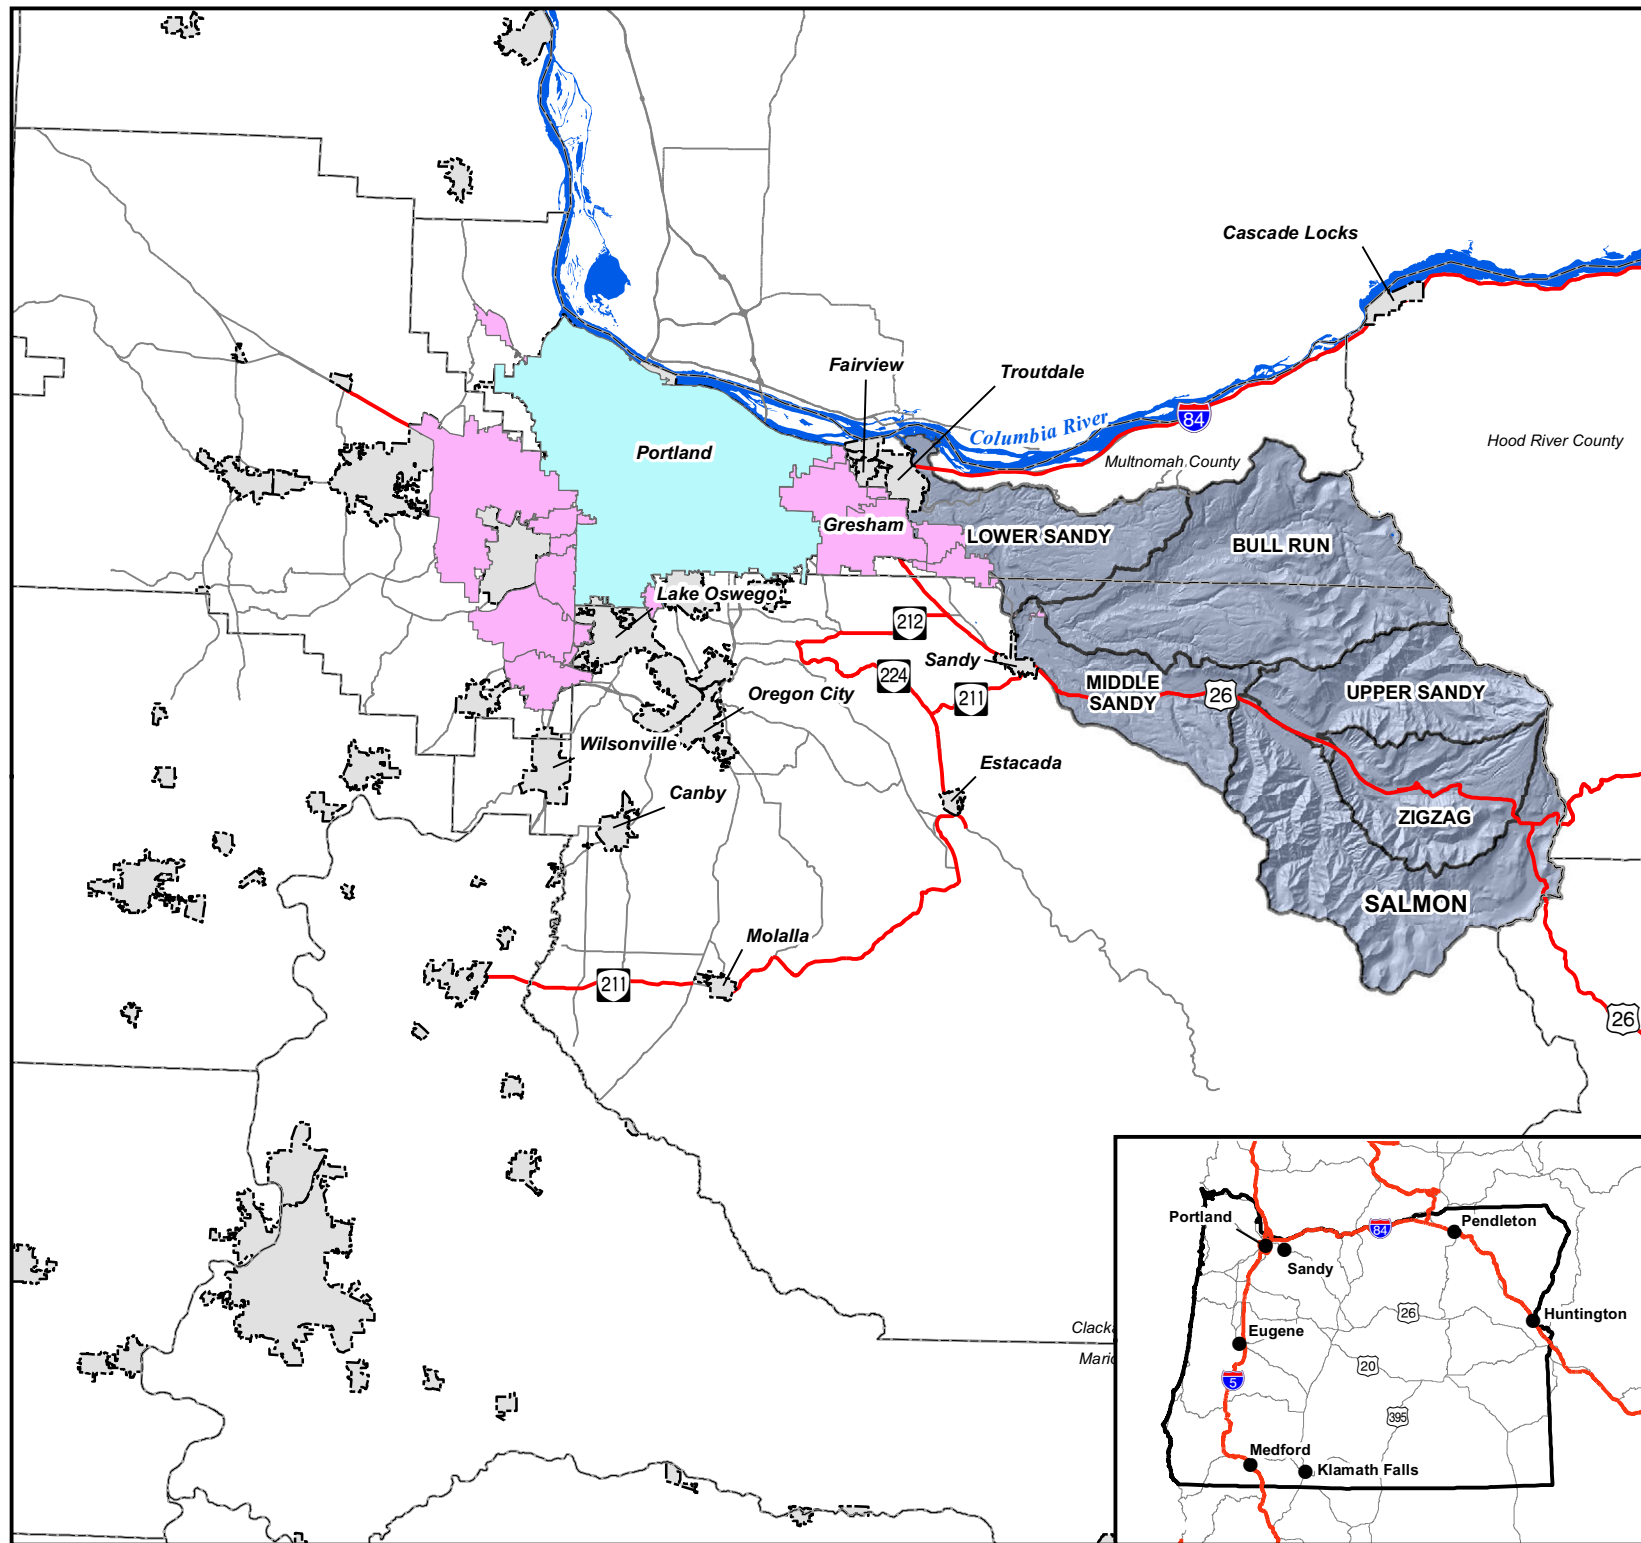 Cascade Locks
Fairview
Troutdale
Columbia River
84
Hood River County
Multnomah County
Portland
Gresham
LOWER SANDY
BULL RUN
Lake Oswego
212
Sandy
224
211
MIDDLE
SANDY
26
UPPER SANDY
Oregon City
Wilsonville
Estacada
Canby
ZIGZAG
SALMON
Molalla
211
26
Clacka
Mario
Portland
84
Pendleton
Sandy
26
Huntington
Eugene
20
5
395
Medford
Klamath Falls